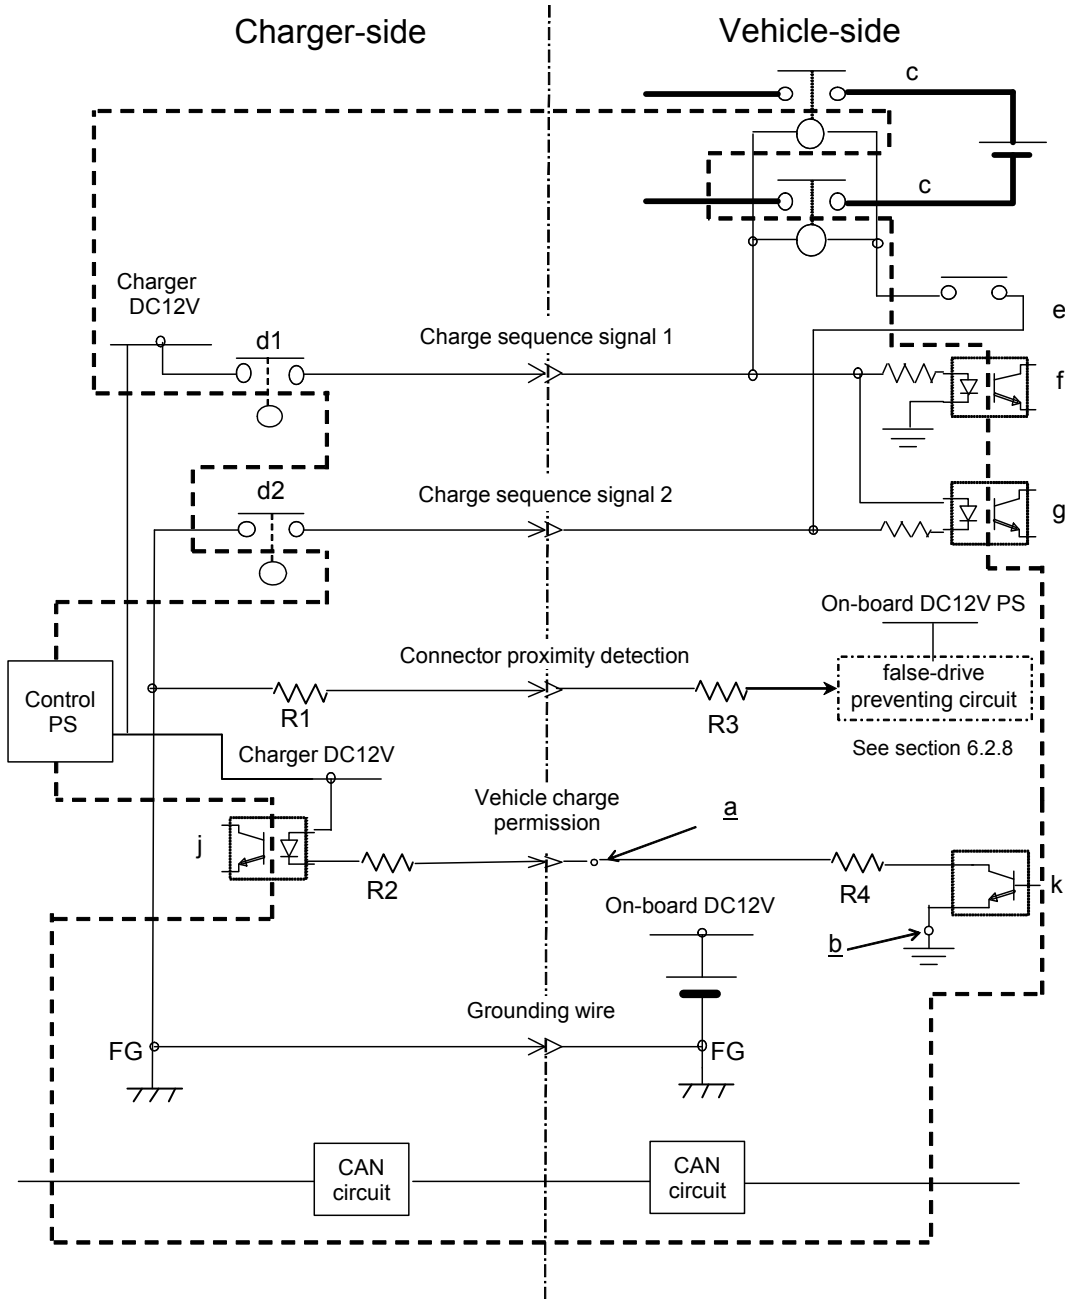 Charger-side
Vehicle-side
c
c
Charger
DC12V
d1
Charge sequence signal 1
e
f
d2
Charge sequence signal 2
g
On-board DC12V PS
Connector proximity detection
false-drive
preventing circuit
Control
PS
R1
R3
See section 6.2.8
Charger DC12V
Vehicle charge
permission
a
j
R2
R4
k
On-board DC12V
b
Grounding wire
FG
FG
CAN
circuit
CAN
circuit